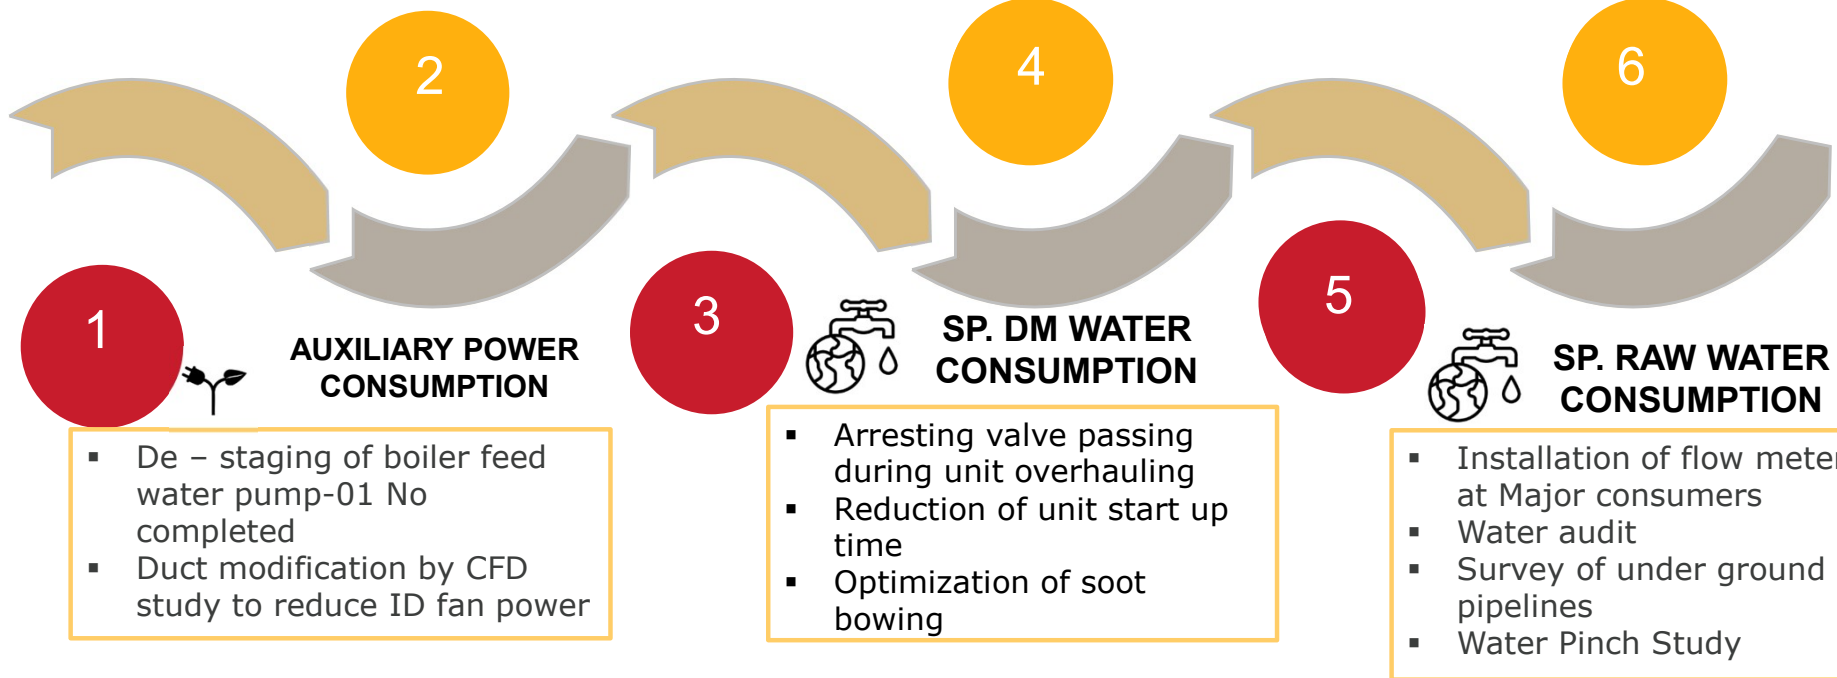 2
4
6
1
3
5
AUXILIARY POWER
CONSUMPTION
▪ De – staging of boiler feed
water pump-01 No
completed
▪ Duct modification by CFD
study to reduce ID fan power
SP. DM WATER
CONSUMPTION
▪ Arresting valve passing
during unit overhauling
▪ Reduction of unit start up
time
▪ Optimization of soot
bowing
SP. RAW WATER
CONSUMPTION
▪ Installation of flow meter
at Major consumers
▪ Water audit
▪ Survey of under ground
pipelines
▪ Water Pinch Study